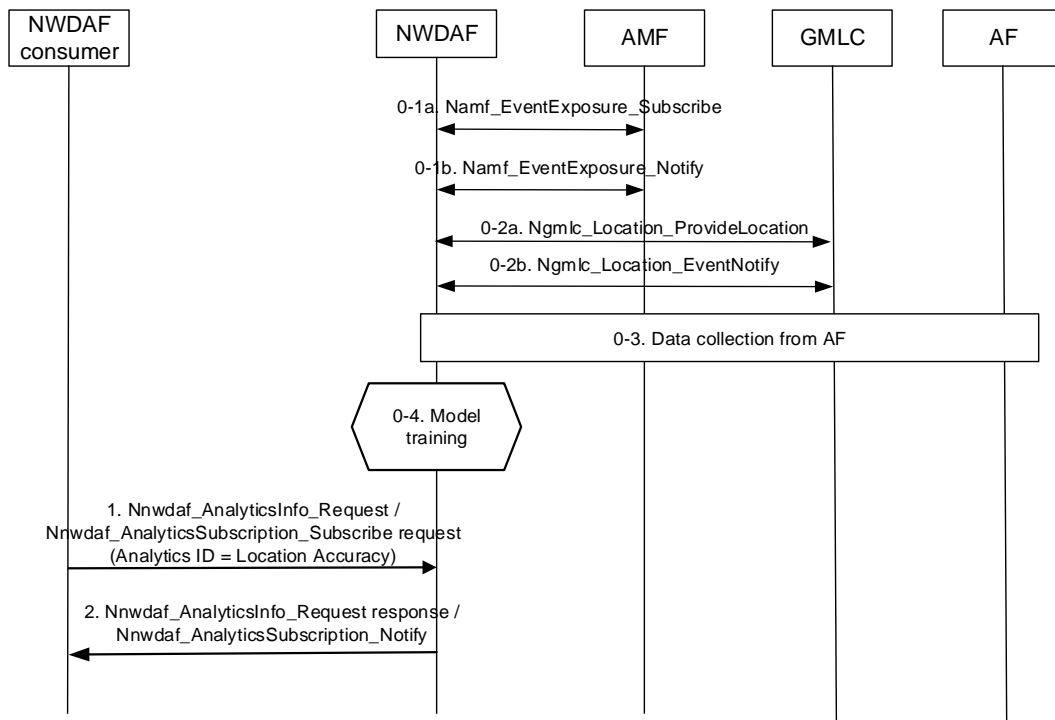 NWDAF
consumer
NWDAF
AMF
GMLC
AF
0-1a. Namf_EventExposure_Subscribe
0-1b. Namf_EventExposure_Notify
0-2a. Ngmlc_Location_ProvideLocation
0-2b. Ngmlc_Location_EventNotify
0-3. Data collection from AF
0-4. Model
training
1. Nnwdaf_AnalyticsInfo_Request /
Nnwdaf_AnalyticsSubscription_Subscribe request
(Analytics ID = Location Accuracy)
2. Nnwdaf_AnalyticsInfo_Request response /
Nnwdaf_AnalyticsSubscription_Notify